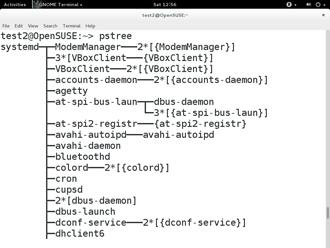 Activities GNOME Terminal Sat 12:56
test2@OpenSUSE:~
File Edit View Search Terminal Help
test2@OpenSUSE:~> pstree
systemd─┬─ModemManager───2*[{ModemManager}]
├─3*[VBoxClient───{VBoxClient}]
├─VBoxClient───2*[{VBoxClient}]
├─accounts-daemon───2*[{accounts-daemon}]
├─agetty
├─at-spi-bus-laun─┬─dbus-daemon
│ └─3*[{at-spi-bus-laun}]
├─at-spi2-registr───{at-spi2-registr}
├─avahi-autoipd───avahi-autoipd
├─avahi-daemon
├─bluetoothd
├─colord───2*[{colord}]
├─cron
├─cupsd
├─2*[dbus-daemon]
├─dbus-launch
├─dconf-service───2*[{dconf-service}]
├─dhclient6